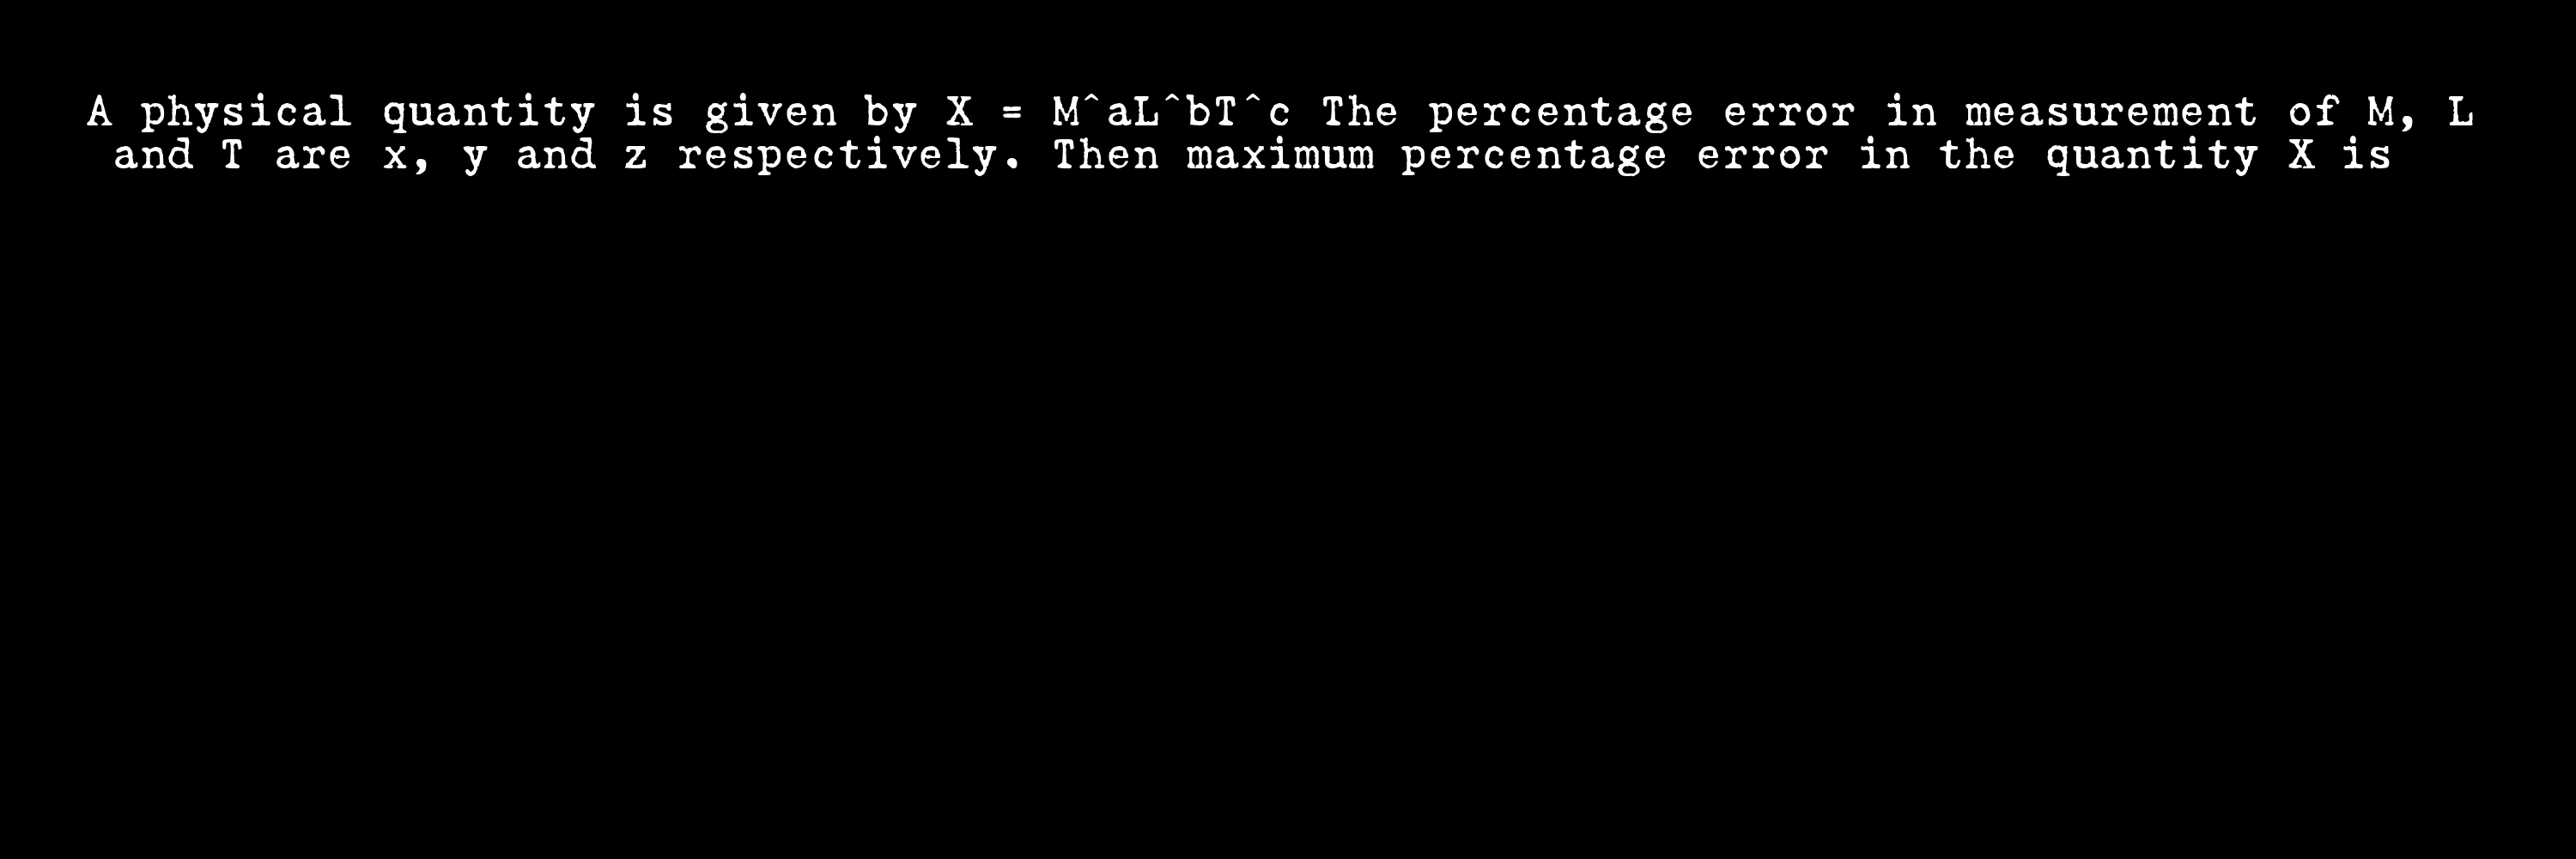 A physical quantity is given by X = M^aL^bT^c The percentage error in measurement of M, L
and T are x, y and z respectively. Then maximum percentage error in the quantity X is